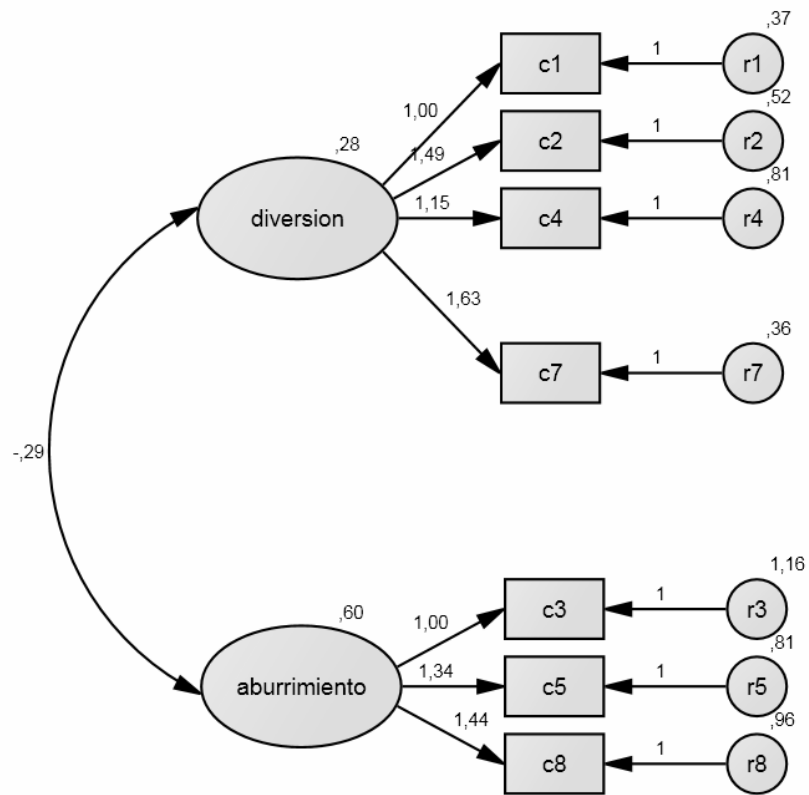 ,37
c1
1
r1
1,00
,52
c2
1
r2
,28
1,49
,81
diversion
1,15
c4
1
r4
1,63
,36
c7
1
r7
-,29
1,16
,60
1,00
c3
1
r3
,81
aburrimiento
1,34
c5
1
r5
1,44
,96
c8
1
r8